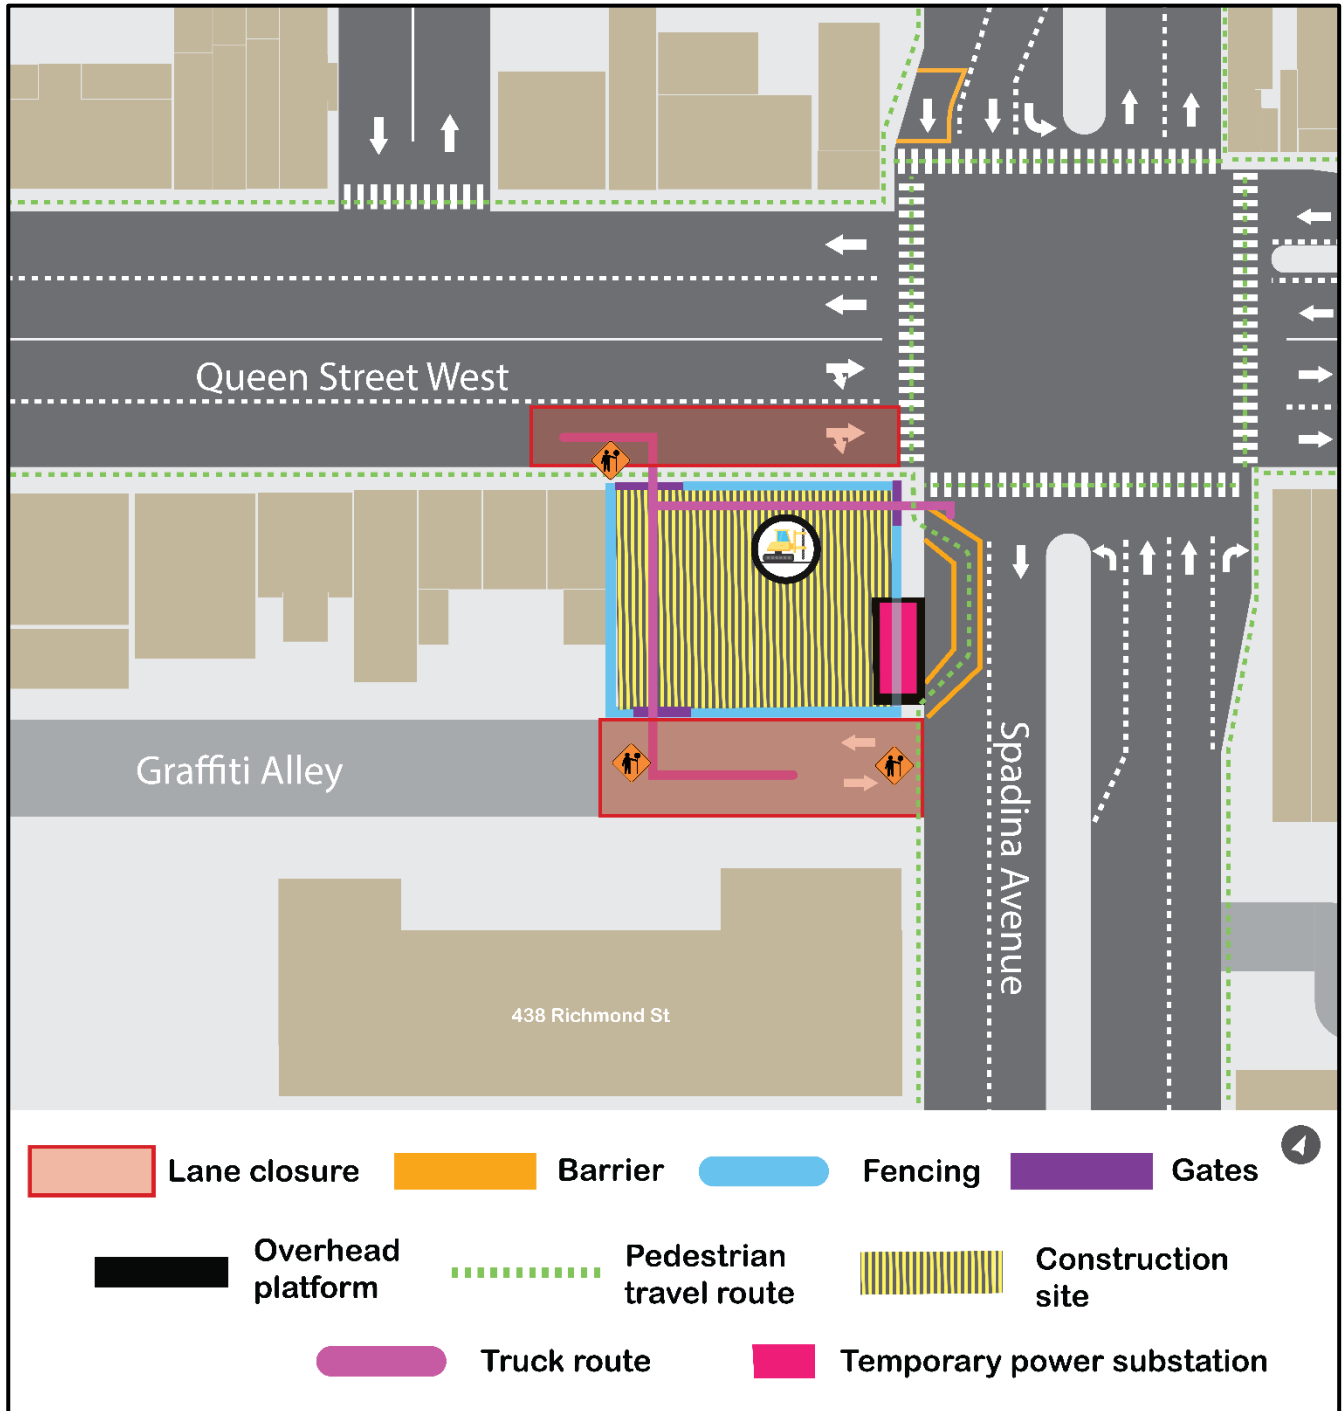 Queen Street West
Graffiti Alley
Spadina Avenue
438 Richmond St
Lane closure
Barrier
Fencing
Gates
Overhead
platform
Pedestrian
travel route
Construction
site
Truck route
Temporary power substation